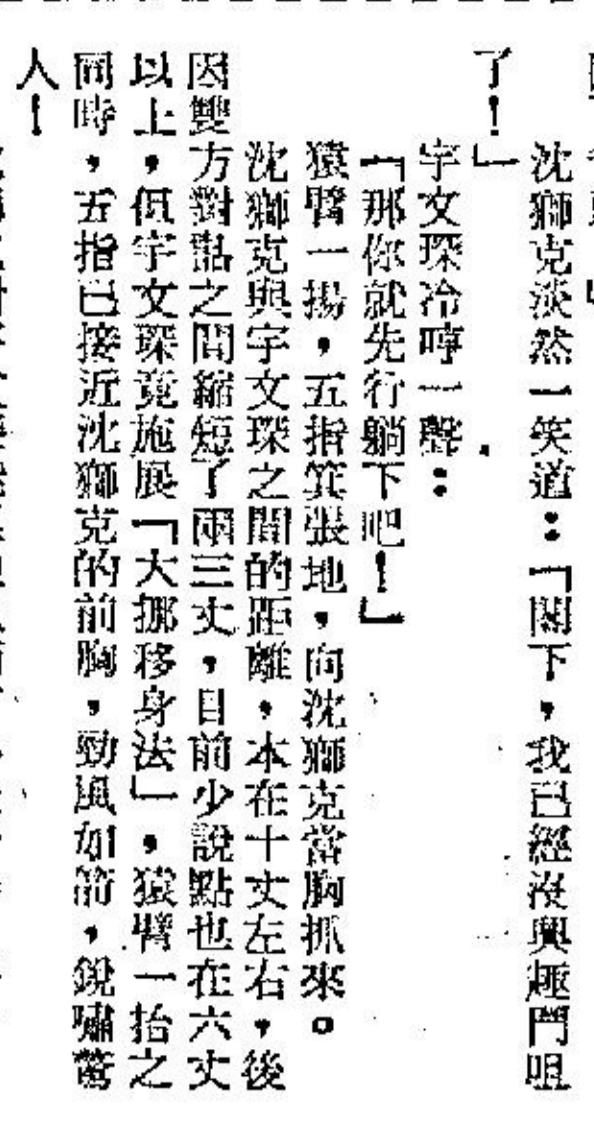 沈獅克淡然一笑道：「閣下，我已經沒興趣鬥咀
了！」
宇文琛冷哼一聲：
「那你就先行躺下吧！」
猿臂一揚，五指箕張地，向沈獅克當胸抓來。
沈獅克與宇文琛之間的距離，本在十丈左右，後
因雙方對話之間縮短了兩三丈，目前少說點也在六丈
以上，但宇文琛竟施展「大挪移身法」，猿臂一抬之
同時，五指已接近沈獅克的前胸，勁風如箭，銳嘯驚
人！